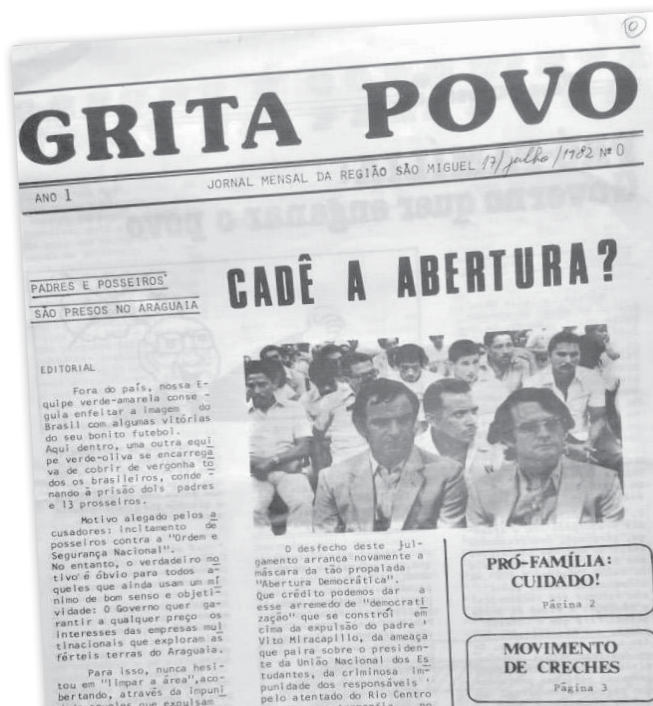 10
GRITA POVO
ANO 1
JORNAL MENSAL DA REGIÃO SÃO MIGUEL 17/julho/1982 Nº 0
PADRES E POSSEIROS
SÃO PRESOS NO ARAGUAIA
CADÊ A ABERTURA?
EDITORIAL
Fora do país, nossa E-
quipe verde-amarela conse-
guia enfeitar a imagem do
Brasil com algumas vitórias
do seu bonito futebol.
Aqui dentro, uma outra equi
pe verde-oliva se encarrega
va de cobrir de vergonha to
dos os brasileiros, conde-
nando à prisão dois padres
e 13 prosseiros.
Motivo alegado pelos a
cusadores: incitamento de
posseiros contra a "Ordem e
Segurança Nacional".
No entanto, o verdadeiro mo
tivo é óbvio para todos a-
queles que ainda usam um mí
nimo de bom senso e objeti-
vidade: O Governo quer ga-
rantir a qualquer preço os
interesses das empresas mul
tinacionais que exploram as
férteis terras do Araguaia.
Para isso, nunca hesi-
tou em "limpar a área", aco-
bertando, através da impuni
aqueles que expulsam
O desfecho deste jul-
gamento arranca novamente a
máscara da tão propalada
"Abertura Democrática".
Que crédito podemos dar a
esse arremedo de "democrati
zação" que se constrói em
cima da expulsão do padre
Vito Miracapillo, da ameaça
que paira sobre o presiden-
te da União Nacional dos Es
tudantes, da criminosa im-
punidade dos responsáveis
pelo atentado do Rio Centro
PRÓ-FAMÍLIA:
CUIDADO!
Página 2
MOVIMENTO
DE CRECHES
Página 3